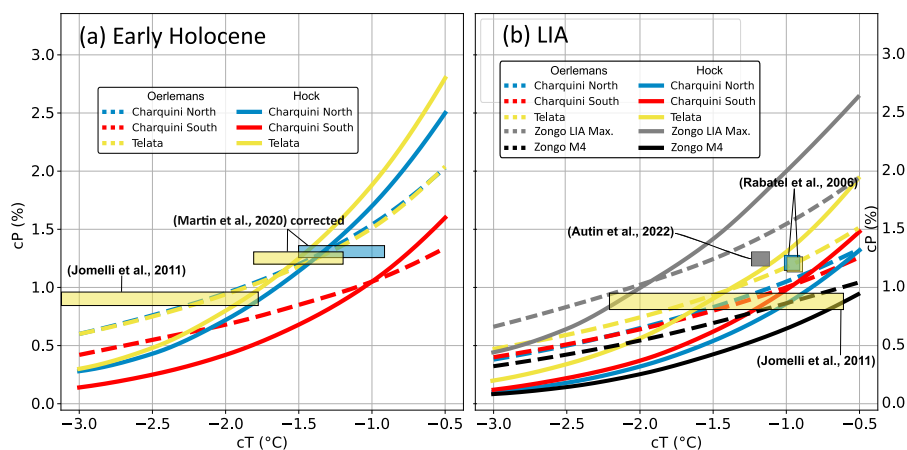 (a) Early Holocene
Oerlemans Hock
Charquini North Charquini North
Charquini South Charquini South
Telata Telata
(Martin et al., 2020) corrected
(Jomelli et al., 2011)
cP (%)
3.0
2.5
2.0
1.5
1.0
0.5
0.0
−3.0 −2.5 −2.0 −1.5 −1.0 −0.5
cT (°C)
(b) LIA
Oerlemans Hock
Charquini North Charquini North
Charquini South Charquini South
Telata Telata
Zongo LIA Max. Zongo LIA Max.
Zongo M4 Zongo M4
(Rabatel et al., 2006)
(Autin et al., 2022)
(Jomelli et al., 2011)
cP (%)
3.0
2.5
2.0
1.5
1.0
0.5
0.0
−3.0 −2.5 −2.0 −1.5 −1.0 −0.5
cT (°C)